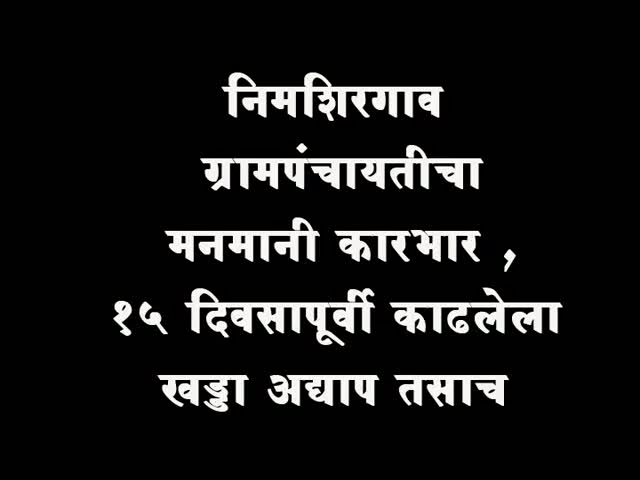 निमशिरगाव
ग्रामपंचायतीचा
मनमानी कारभार ,
१५ दिवसापूर्वी काढलेला
खड्डा अद्याप तसाच